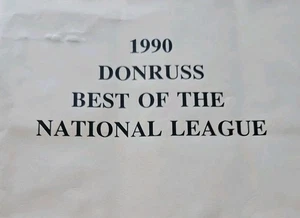 1990
DONRUSS
BEST OF THE
NATIONAL LEAGUE